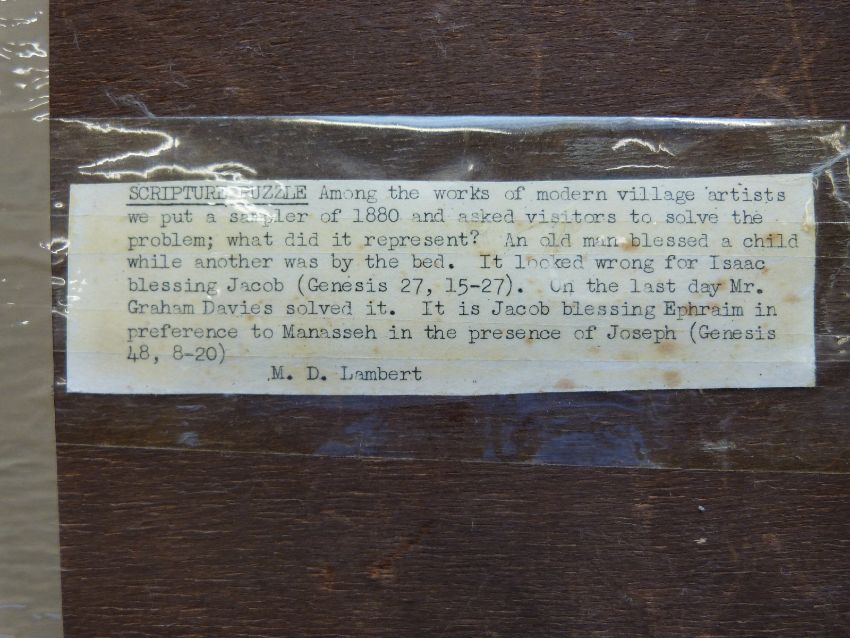 SCRIPTURE PUZZLE Among the works of modern village artists
we put a sampler of 1880 and asked visitors to solve the
problem; what did it represent? An old man blessed a child
while another was by the bed. It looked wrong for Isaac
blessing Jacob (Genesis 27, 15-27). On the last day Mr.
Graham Davies solved it. It is Jacob blessing Ephraim in
preference to Manasseh in the presence of Joseph (Genesis
48, 8-20)
M. D. Lambert